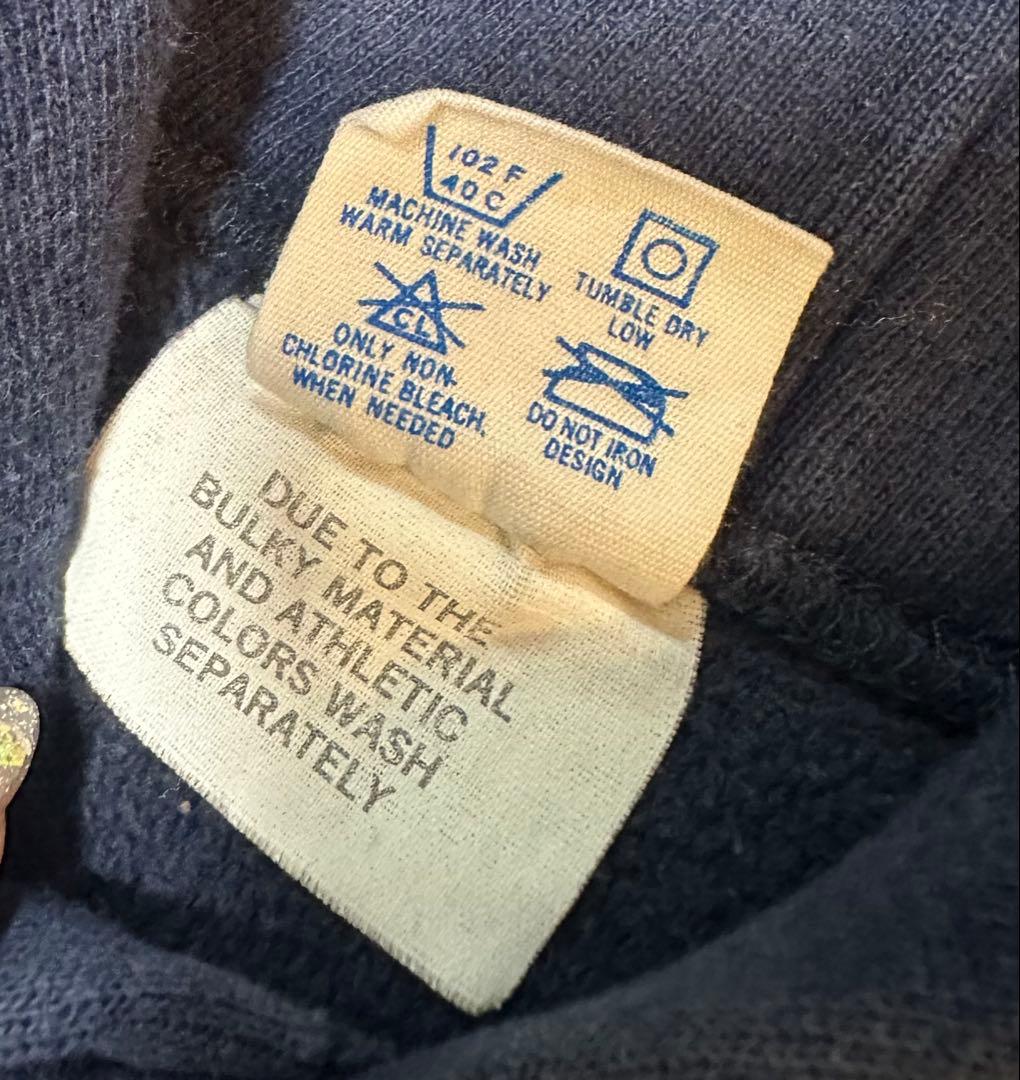 102 F
40 C
MACHINE WASH
WARM SEPARATELY
TUMBLE DRY
LOW
CL
ONLY NON-
CHLORINE BLEACH,
WHEN NEEDED
DO NOT IRON
DESIGN
DUE TO THE
BULKY MATERIAL
AND ATHLETIC
COLORS WASH
SEPARATELY